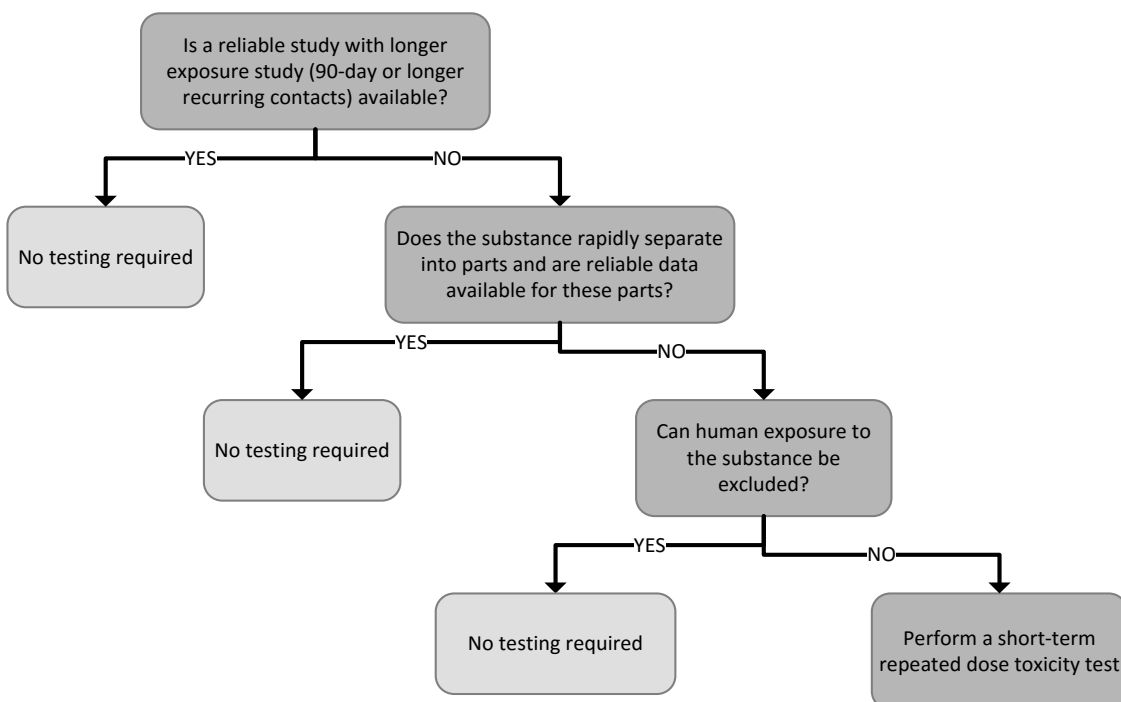 Is a reliable study with longer
exposure study (90-day or longer
recurring contacts) available?
YES
NO
No testing required
Does the substance rapidly separate
into parts and are reliable data
available for these parts?
YES
NO
No testing required
Can human exposure to
the substance be
excluded?
YES
NO
No testing required
Perform a short-term
repeated dose toxicity test